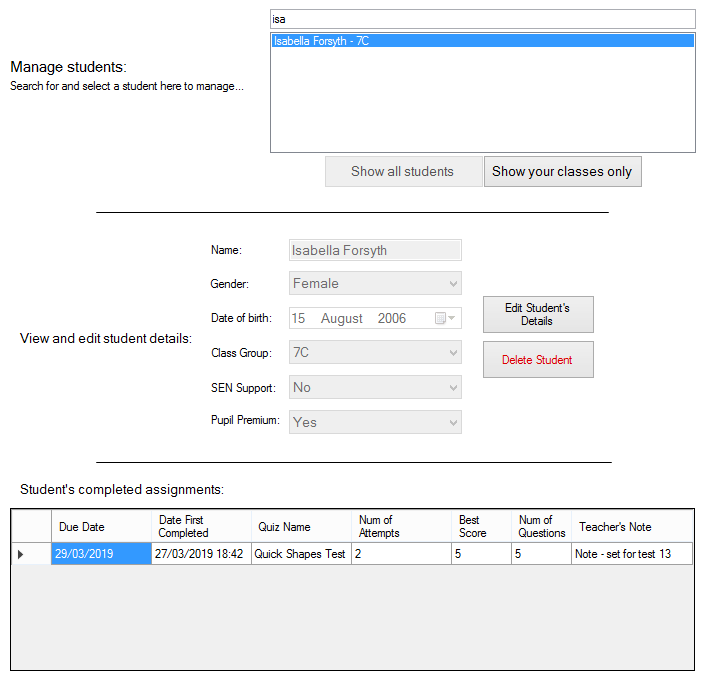 isa
Isabella Forsyth - 7C
Manage students:
Search for and select a student here to manage...
Show all students
Show your classes only
Name:
Isabella Forsyth
Gender:
Female
Date of birth:
15 August 2006
Edit Student's
Details
View and edit student details:
Class Group:
7C
Delete Student
SEN Support:
No
Pupil Premium:
Yes
Student's completed assignments:
Due Date
Date First
Completed
Quiz Name
Num of
Attempts
Best
Score
Num of
Questions
Teacher's Note
29/03/2019
27/03/2019 18:42
Quick Shapes Test
2
5
5
Note - set for test 13